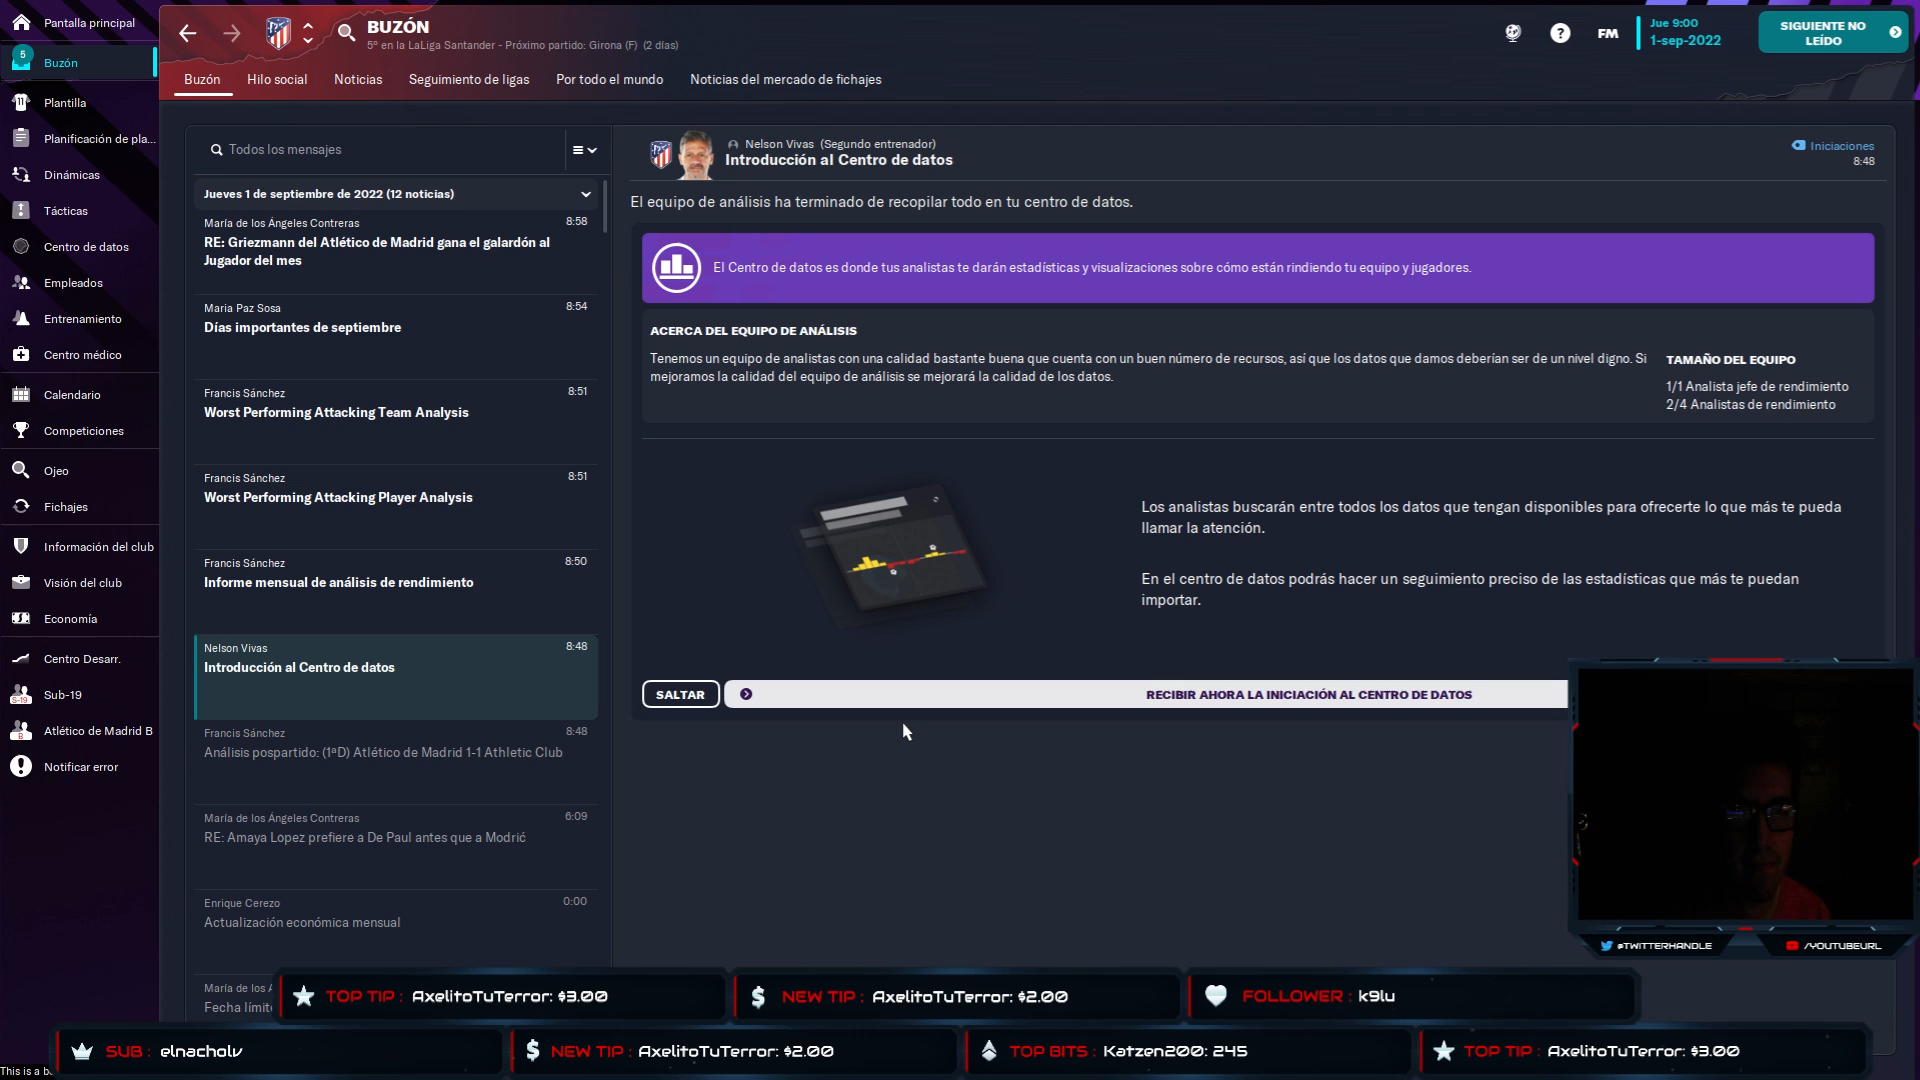 Pantalla principal
5
Buzón
Plantilla
Planificación de pla...
Dinámicas
Tácticas
Centro de datos
Empleados
Entrenamiento
Centro médico
Calendario
Competiciones
Ojeo
Fichajes
Información del club
Visión del club
Economía
Centro Desarr.
S-19
Sub-19
B
Atlético de Madrid B
Notificar error
BUZÓN
5º en la LaLiga Santander - Próximo partido: Girona (F) (2 días)
FM
Jue 9:00
1-sep-2022
SIGUIENTE NO LEÍDO
Buzón
Hilo social
Noticias
Seguimiento de ligas
Por todo el mundo
Noticias del mercado de fichajes
Todos los mensajes
Jueves 1 de septiembre de 2022 (12 noticias)
María de los Ángeles Contreras 8:58
RE: Griezmann del Atlético de Madrid gana el galardón al
Jugador del mes
Maria Paz Sosa 8:54
Días importantes de septiembre
Francis Sánchez 8:51
Worst Performing Attacking Team Analysis
Francis Sánchez 8:51
Worst Performing Attacking Player Analysis
Francis Sánchez 8:50
Informe mensual de análisis de rendimiento
Nelson Vivas 8:48
Introducción al Centro de datos
Francis Sánchez 8:48
Análisis pospartido: (1ªD) Atlético de Madrid 1-1 Athletic Club
María de los Ángeles Contreras 6:09
RE: Amaya Lopez prefiere a De Paul antes que a Modrić
Enrique Cerezo 0:00
Actualización económica mensual
María de los A
Fecha límite
Nelson Vivas (Segundo entrenador)
Introducción al Centro de datos
Iniciaciones
8:48
El equipo de análisis ha terminado de recopilar todo en tu centro de datos.
El Centro de datos es donde tus analistas te darán estadísticas y visualizaciones sobre cómo están rindiendo tu equipo y jugadores.
ACERCA DEL EQUIPO DE ANÁLISIS
Tenemos un equipo de analistas con una calidad bastante buena que cuenta con un buen número de recursos, así que los datos que damos deberían ser de un nivel digno. Si
mejoramos la calidad del equipo de análisis se mejorará la calidad de los datos.
TAMAÑO DEL EQUIPO
1/1 Analista jefe de rendimiento
2/4 Analistas de rendimiento
Los analistas buscarán entre todos los datos que tengan disponibles para ofrecerte lo que más te pueda
llamar la atención.
En el centro de datos podrás hacer un seguimiento preciso de las estadísticas que más te puedan
importar.
SALTAR
RECIBIR AHORA LA INICIACIÓN AL CENTRO DE DATOS
@TWITTERHANDLE
/YOUTUBEURL
TOP TIP : AxelitoTuTerror: $3.00
NEW TIP : AxelitoTuTerror: $2.00
FOLLOWER : k9lu
SUB : elnacholv
NEW TIP : AxelitoTuTerror: $2.00
TOP BITS : Katzen200: 245
TOP TIP : AxelitoTuTerror: $3.00
This is a b